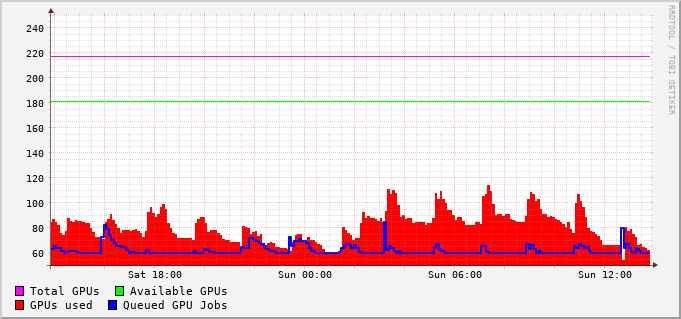 240
220
200
180
160
140
120
100
80
60
Sat 18:00 Sun 00:00 Sun 06:00 Sun 12:00
Total GPUs Available GPUs
GPUs used Queued GPU Jobs
RRDTOOL / TOBI OETIKER